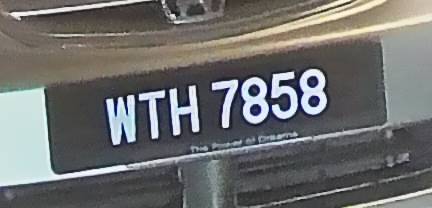 WTH 7858
The Power of Dreams